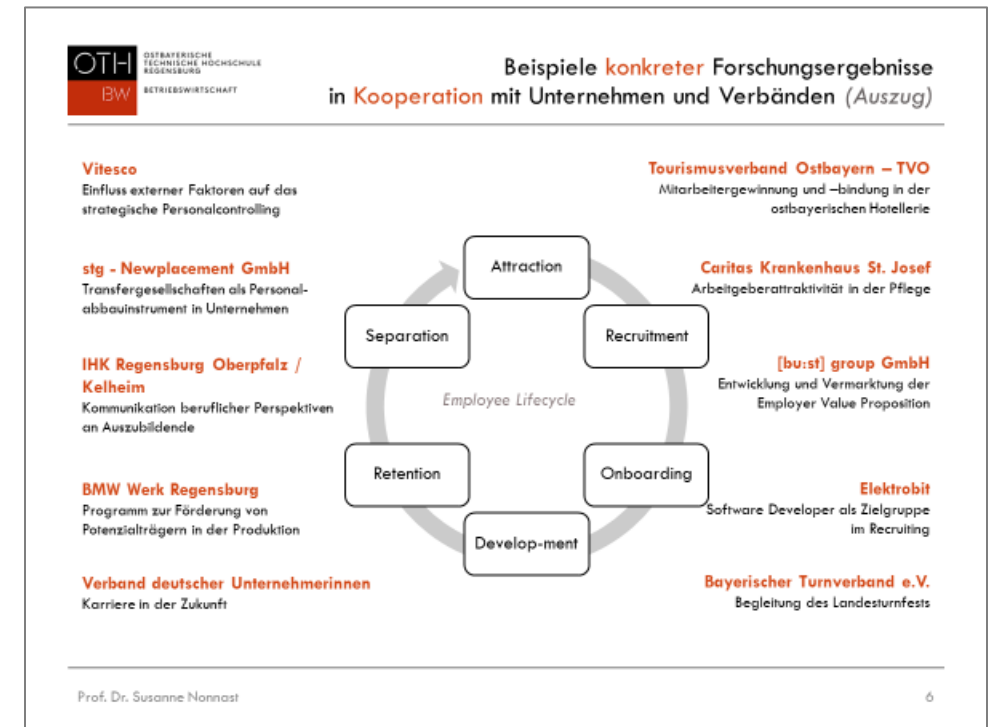 OTH
BW
OSTBAYERISCHE
TECHNISCHE HOCHSCHULE
REGENSBURG
BETRIEBSWIRTSCHAFT
Beispiele konkreter Forschungsergebnisse
in Kooperation mit Unternehmen und Verbänden (Auszug)
Vitesco
Einfluss externer Faktoren auf das
strategische Personalcontrolling
stg - Newplacement GmbH
Transfergesellschaften als Personal-
abbauinstrument in Unternehmen
IHK Regensburg Oberpfalz /
Kelheim
Kommunikation beruflicher Perspektiven
an Auszubildende
BMW Werk Regensburg
Programm zur Förderung von
Potenzialträgern in der Produktion
Verband deutscher Unternehmerinnen
Karriere in der Zukunft
Attraction
Recruitment
Onboarding
Develop-ment
Retention
Separation
Employee Lifecycle
Tourismusverband Ostbayern – TVO
Mitarbeitergewinnung und –bindung in der
ostbayerischen Hotellerie
Caritas Krankenhaus St. Josef
Arbeitgeberattraktivität in der Pflege
[bu:st] group GmbH
Entwicklung und Vermarktung der
Employer Value Proposition
Elektrobit
Software Developer als Zielgruppe
im Recruiting
Bayerischer Turnverband e.V.
Begleitung des Landesturnfests
Prof. Dr. Susanne Nonnast
6